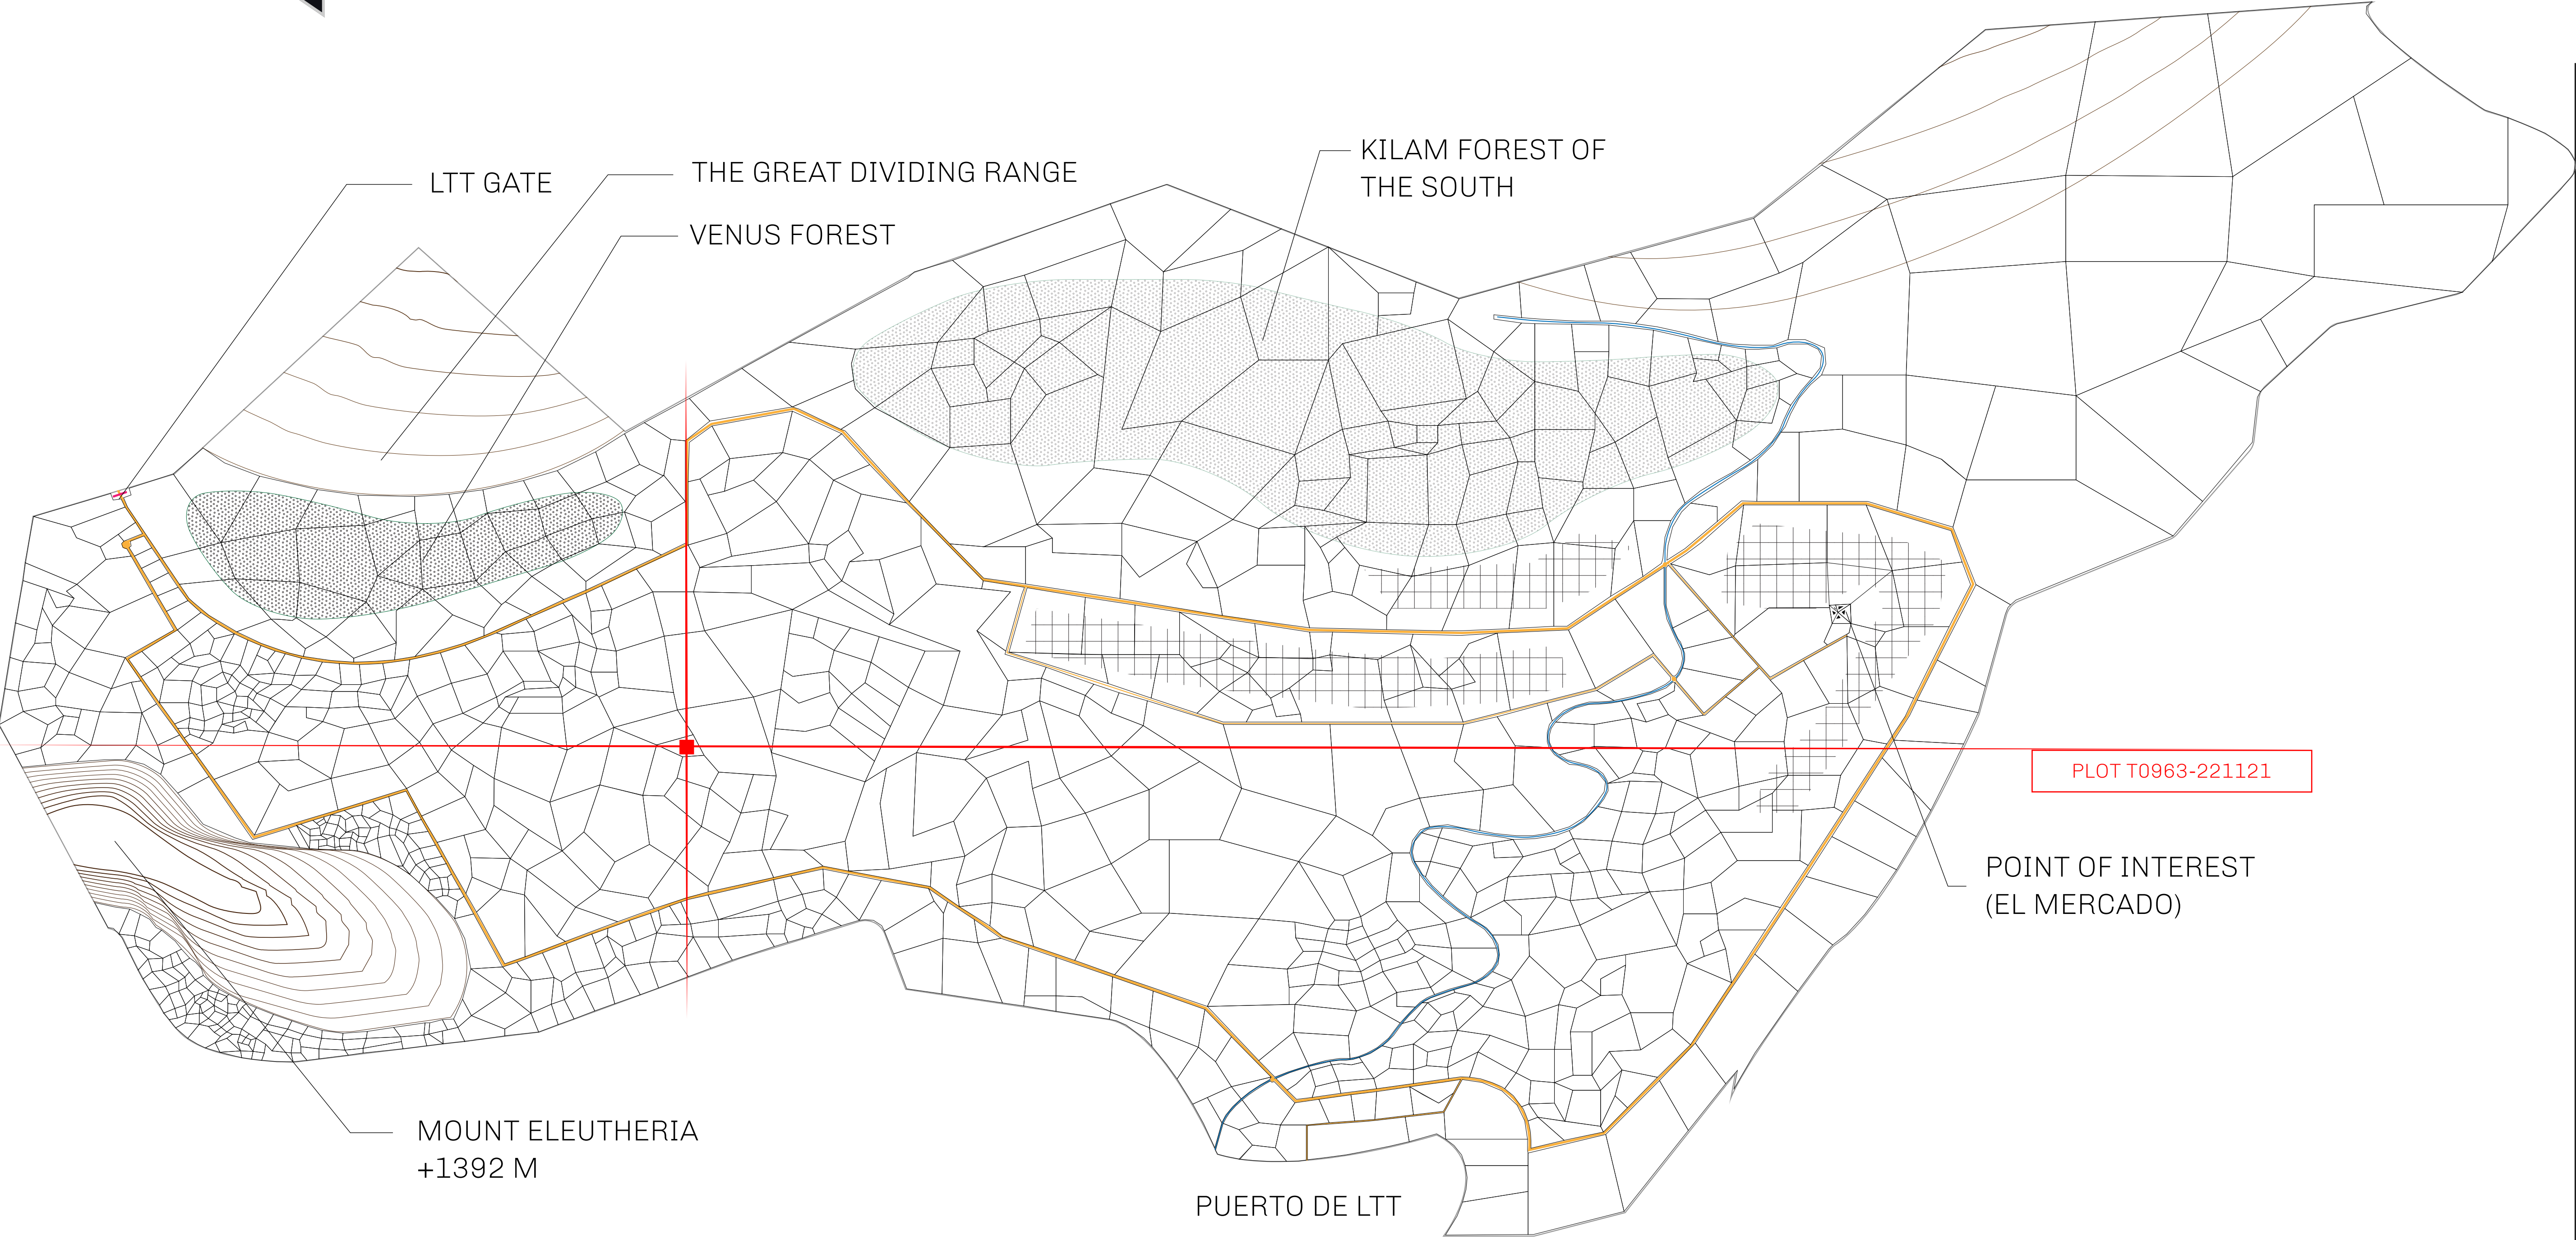 LTT GATE
THE GREAT DIVIDING RANGE
VENUS FOREST
KILAM FOREST OF
THE SOUTH
PLOT T0963-221121
POINT OF INTEREST
(EL MERCADO)
MOUNT ELEUTHERIA
+1392 M
PUERTO DE LTT